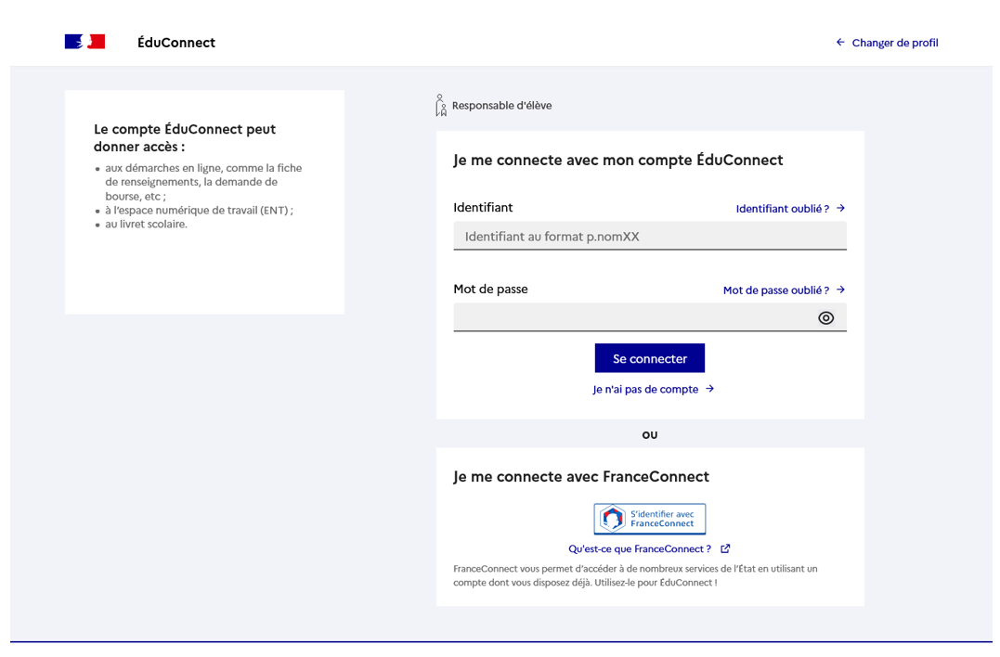 ÉduConnect
Changer de profil
Le compte ÉduConnect peut
donner accès :
aux démarches en ligne, comme la fiche
de renseignements, la demande de
bourse, etc ;
à l'espace numérique de travail (ENT) ;
au livret scolaire.
Responsable d'élève
Je me connecte avec mon compte ÉduConnect
Identifiant
Identifiant oublié ?
Identifiant au format p.nomXX
Mot de passe
Mot de passe oublié ?
Se connecter
Je n'ai pas de compte
OU
Je me connecte avec FranceConnect
S'identifier avec
FranceConnect
Qu'est-ce que FranceConnect ?
FranceConnect vous permet d'accéder à de nombreux services de l'État en utilisant un
compte dont vous disposez déjà. Utilisez-le pour ÉduConnect !